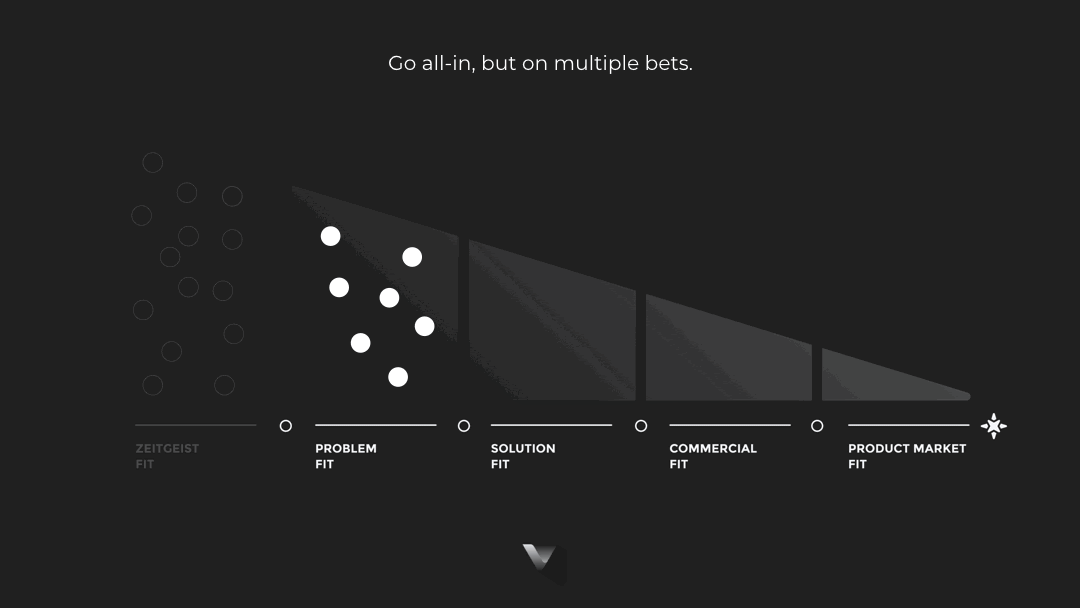 Go all-in, but on multiple bets.
ZEITGEIST
FIT
PROBLEM
FIT
SOLUTION
FIT
COMMERCIAL
FIT
PRODUCT MARKET
FIT